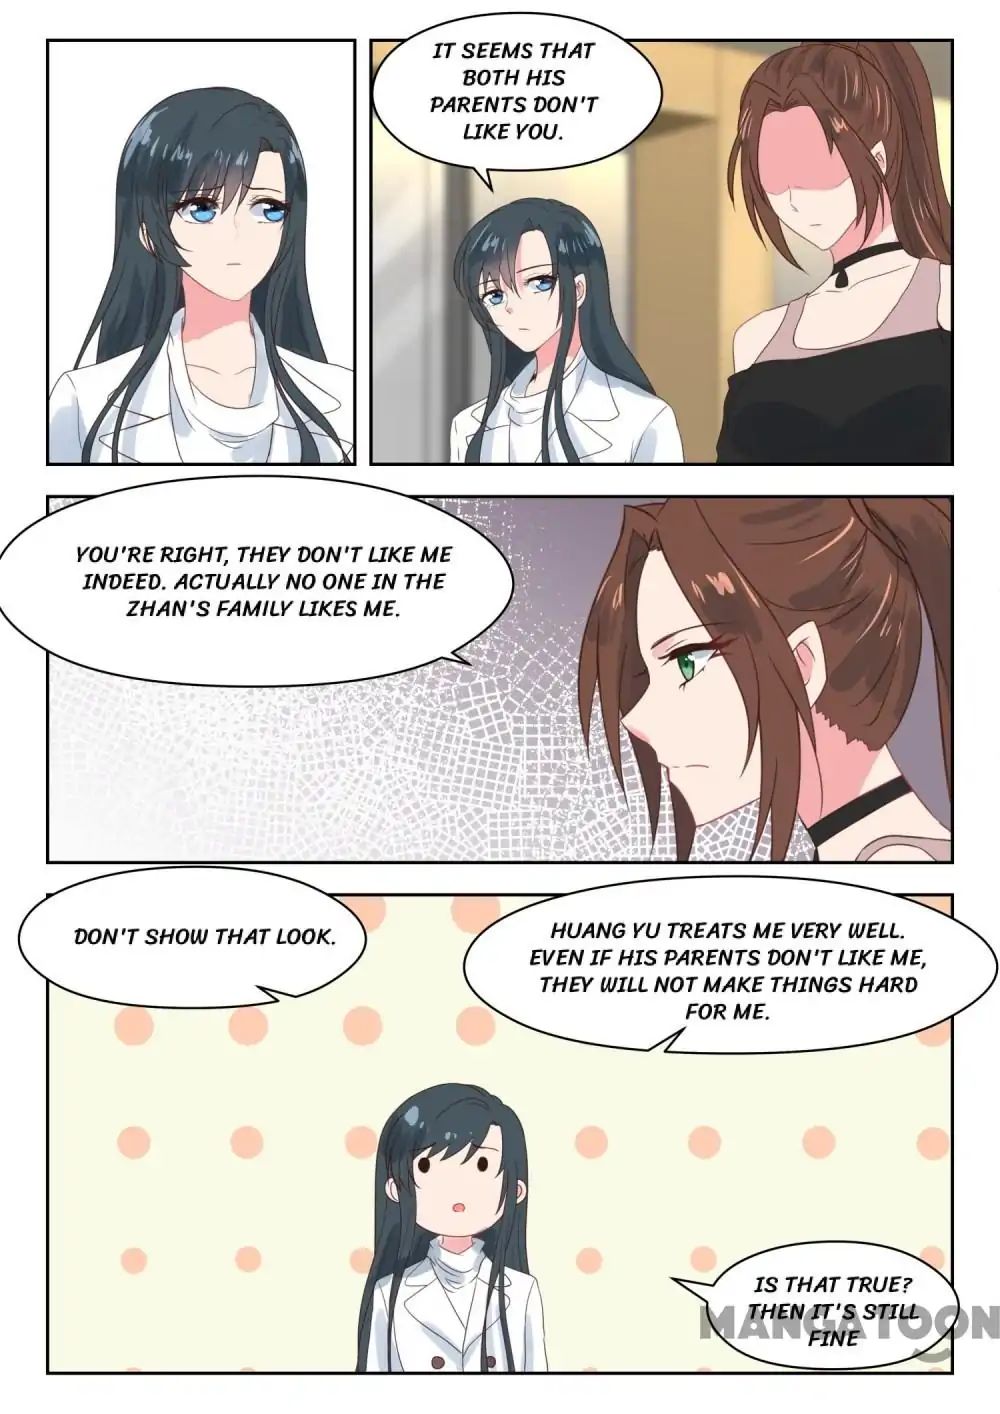 IT SEEMS THAT
BOTH HIS
PARENTS DON'T
LIKE YOU.
YOU'RE RIGHT, THEY DON'T LIKE ME
INDEED. ACTUALLY NO ONE IN THE
ZHAN'S FAMILY LIKES ME.
DON'T SHOW THAT LOOK.
HUANG YU TREATS ME VERY WELL.
EVEN IF HIS PARENTS DON'T LIKE ME,
THEY WILL NOT MAKE THINGS HARD
FOR ME.
IS THAT TRUE?
THEN IT'S STILL
FINE
MANGATOON